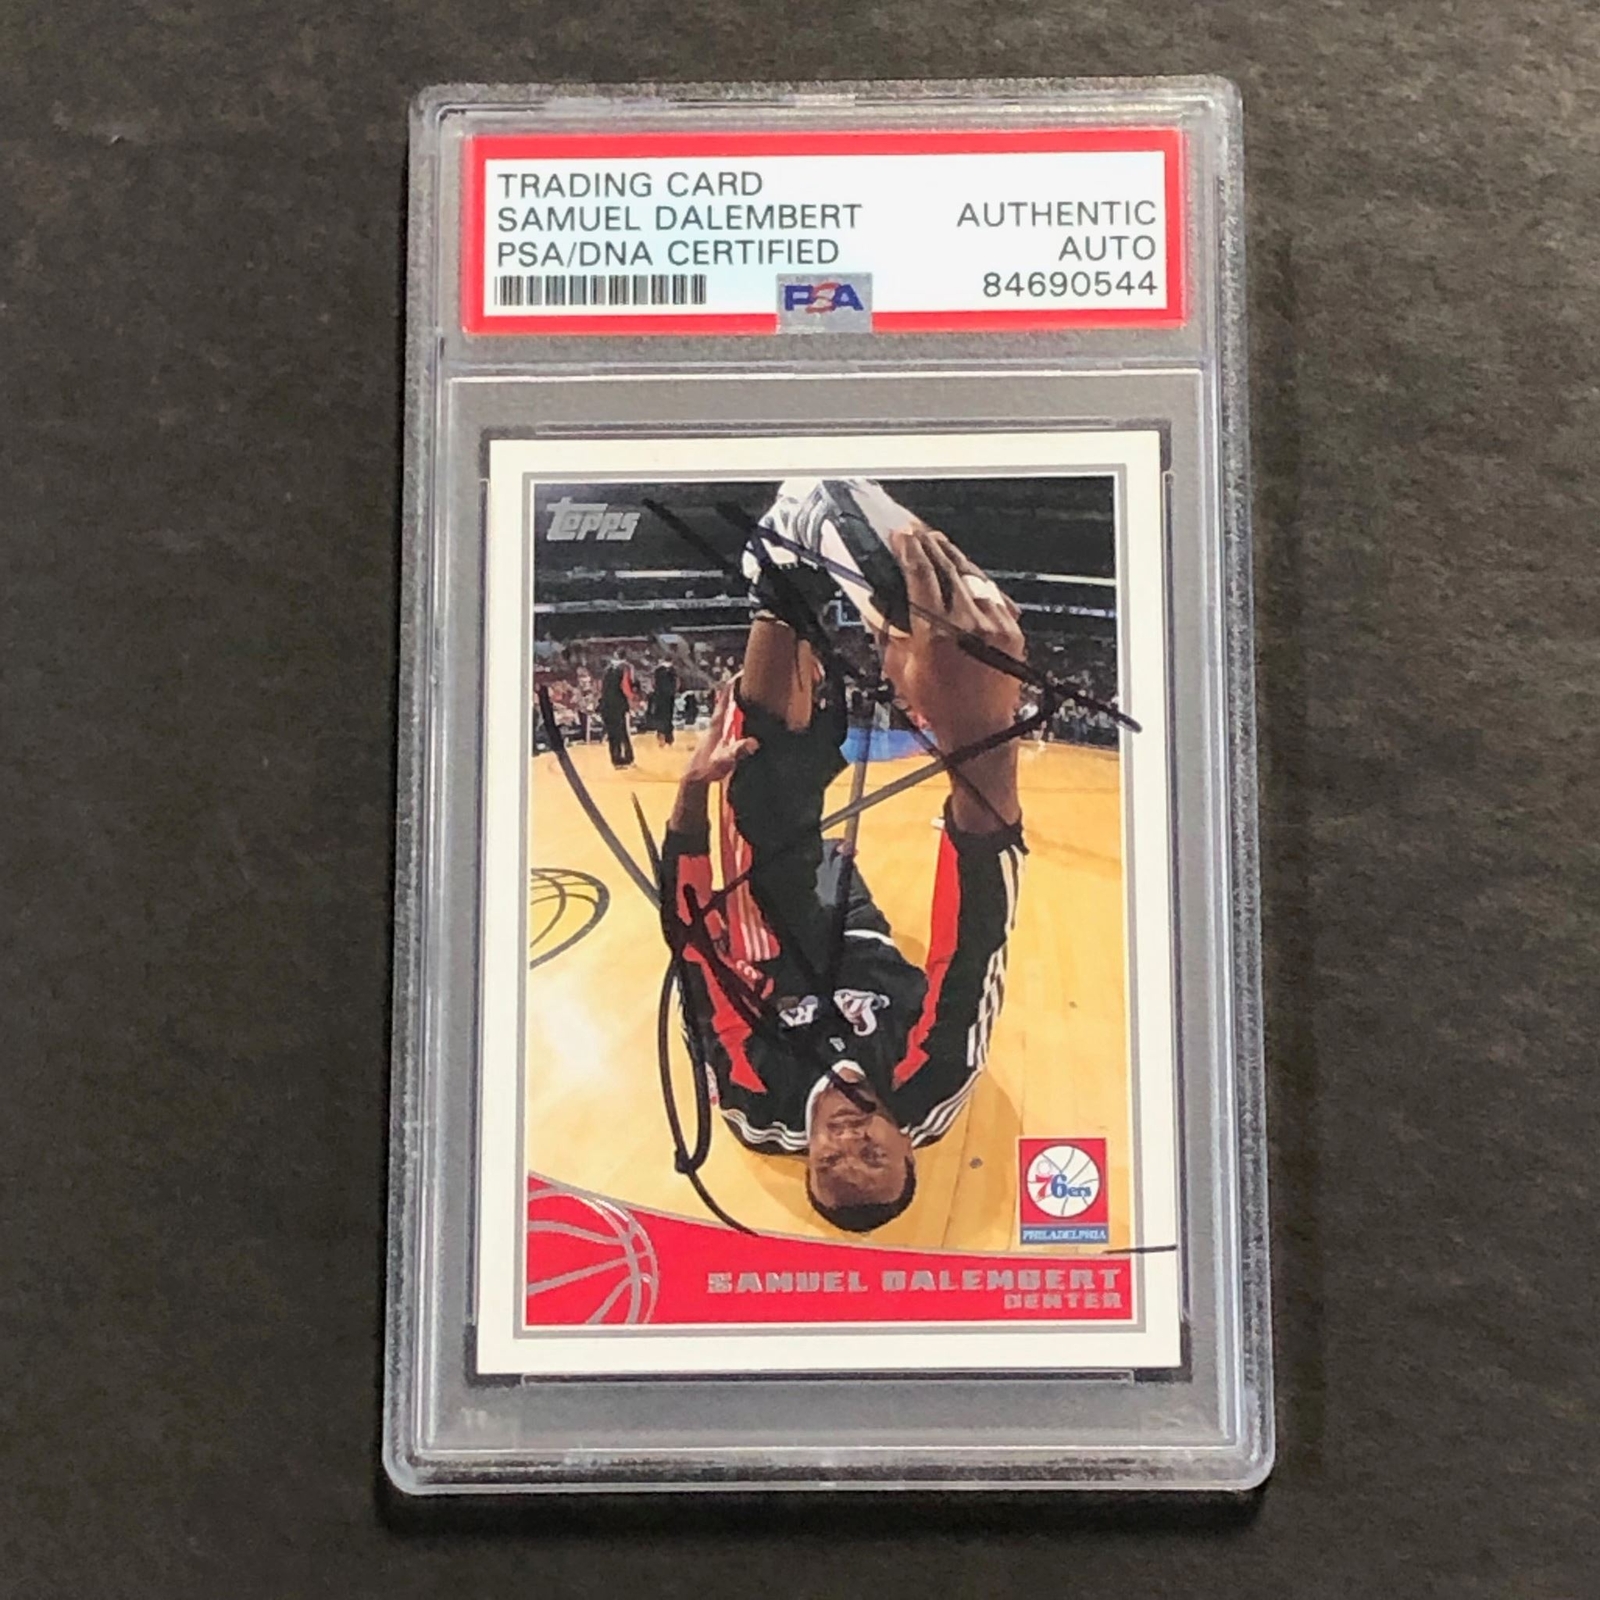 TRADING CARD
SAMUEL DALEMBERT
PSA/DNA CERTIFIED
AUTHENTIC
AUTO
84690544
PSA
topps
76ers
PHILADELPHIA
SAMUEL DALEMBERT
CENTER